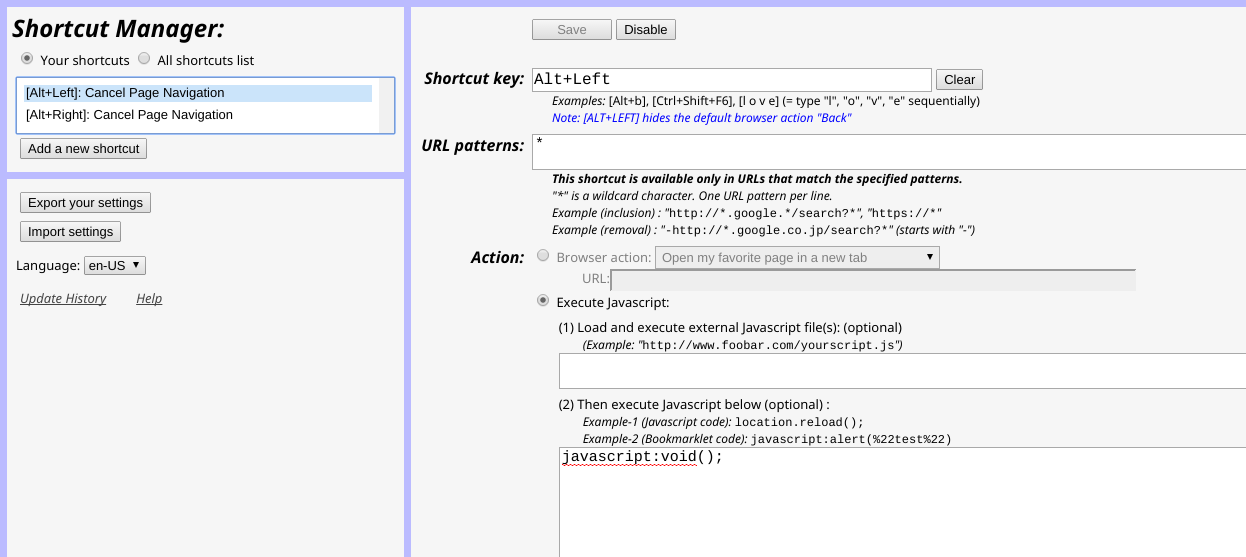 Shortcut Manager:
Your shortcuts All shortcuts list
[Alt+Left]: Cancel Page Navigation
[Alt+Right]: Cancel Page Navigation
Add a new shortcut
Export your settings
Import settings
Language: en-US
Update History Help
Save Disable
Shortcut key: Alt+Left Clear
Examples: [Alt+b], [Ctrl+Shift+F6], [l o v e] (= type "l", "o", "v", "e" sequentially)
Note: [ALT+LEFT] hides the default browser action "Back"
URL patterns: *
This shortcut is available only in URLs that match the specified patterns.
"*" is a wildcard character. One URL pattern per line.
Example (inclusion) : "http://*.google.*/search?*", "https://*"
Example (removal) : "-http://*.google.co.jp/search?*" (starts with "-")
Action: Browser action: Open my favorite page in a new tab
URL:
Execute Javascript:
(1) Load and execute external Javascript file(s): (optional)
(Example: "http://www.foobar.com/yourscript.js")
(2) Then execute Javascript below (optional) :
Example-1 (Javascript code): location.reload();
Example-2 (Bookmarklet code): javascript:alert(%22test%22)
javascript:void();